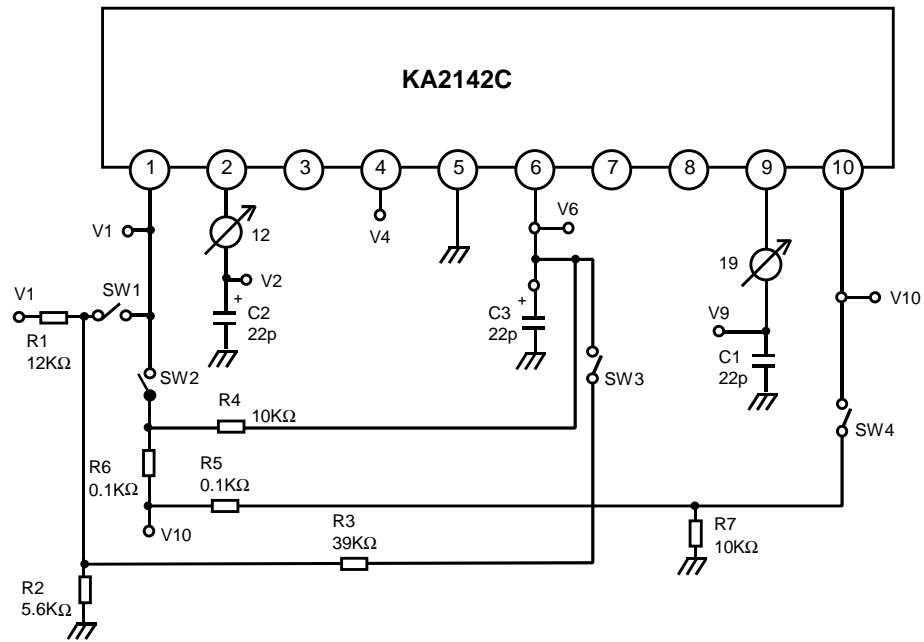 KA2142C
1 2 3 4 5 6 7 8 9 10
V1
12
V4
V6
19
V10
V1
SW1
V2
+
C2
22p
+
C3
22p
V9
C1
22p
R1
12KΩ
SW2
SW3
R4
10KΩ
SW4
R6
0.1KΩ
R5
0.1KΩ
V10
R3
39KΩ
R7
10KΩ
R2
5.6KΩ